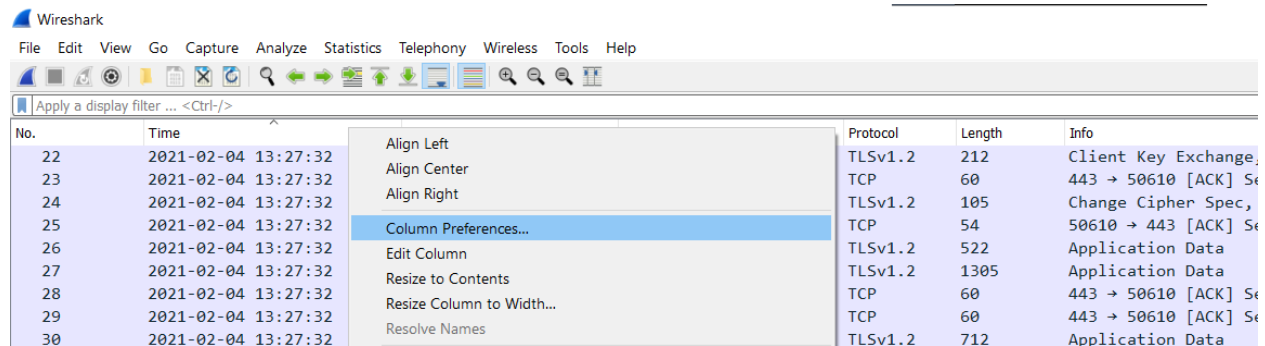 Wireshark
File Edit View Go Capture Analyze Statistics Telephony Wireless Tools Help
Apply a display filter ... <Ctrl-/>
No. Time Protocol Length Info
Align Left
Align Center
Align Right
Column Preferences...
Edit Column
Resize to Contents
Resize Column to Width...
Resolve Names
22 2021-02-04 13:27:32 TLSv1.2 212 Client Key Exchange,
23 2021-02-04 13:27:32 TCP 60 443 → 50610 [ACK] Se
24 2021-02-04 13:27:32 TLSv1.2 105 Change Cipher Spec,
25 2021-02-04 13:27:32 TCP 54 50610 → 443 [ACK] Se
26 2021-02-04 13:27:32 TLSv1.2 522 Application Data
27 2021-02-04 13:27:32 TLSv1.2 1305 Application Data
28 2021-02-04 13:27:32 TCP 60 443 → 50610 [ACK] Se
29 2021-02-04 13:27:32 TCP 60 443 → 50610 [ACK] Se
30 2021-02-04 13:27:32 TLSv1.2 712 Application Data